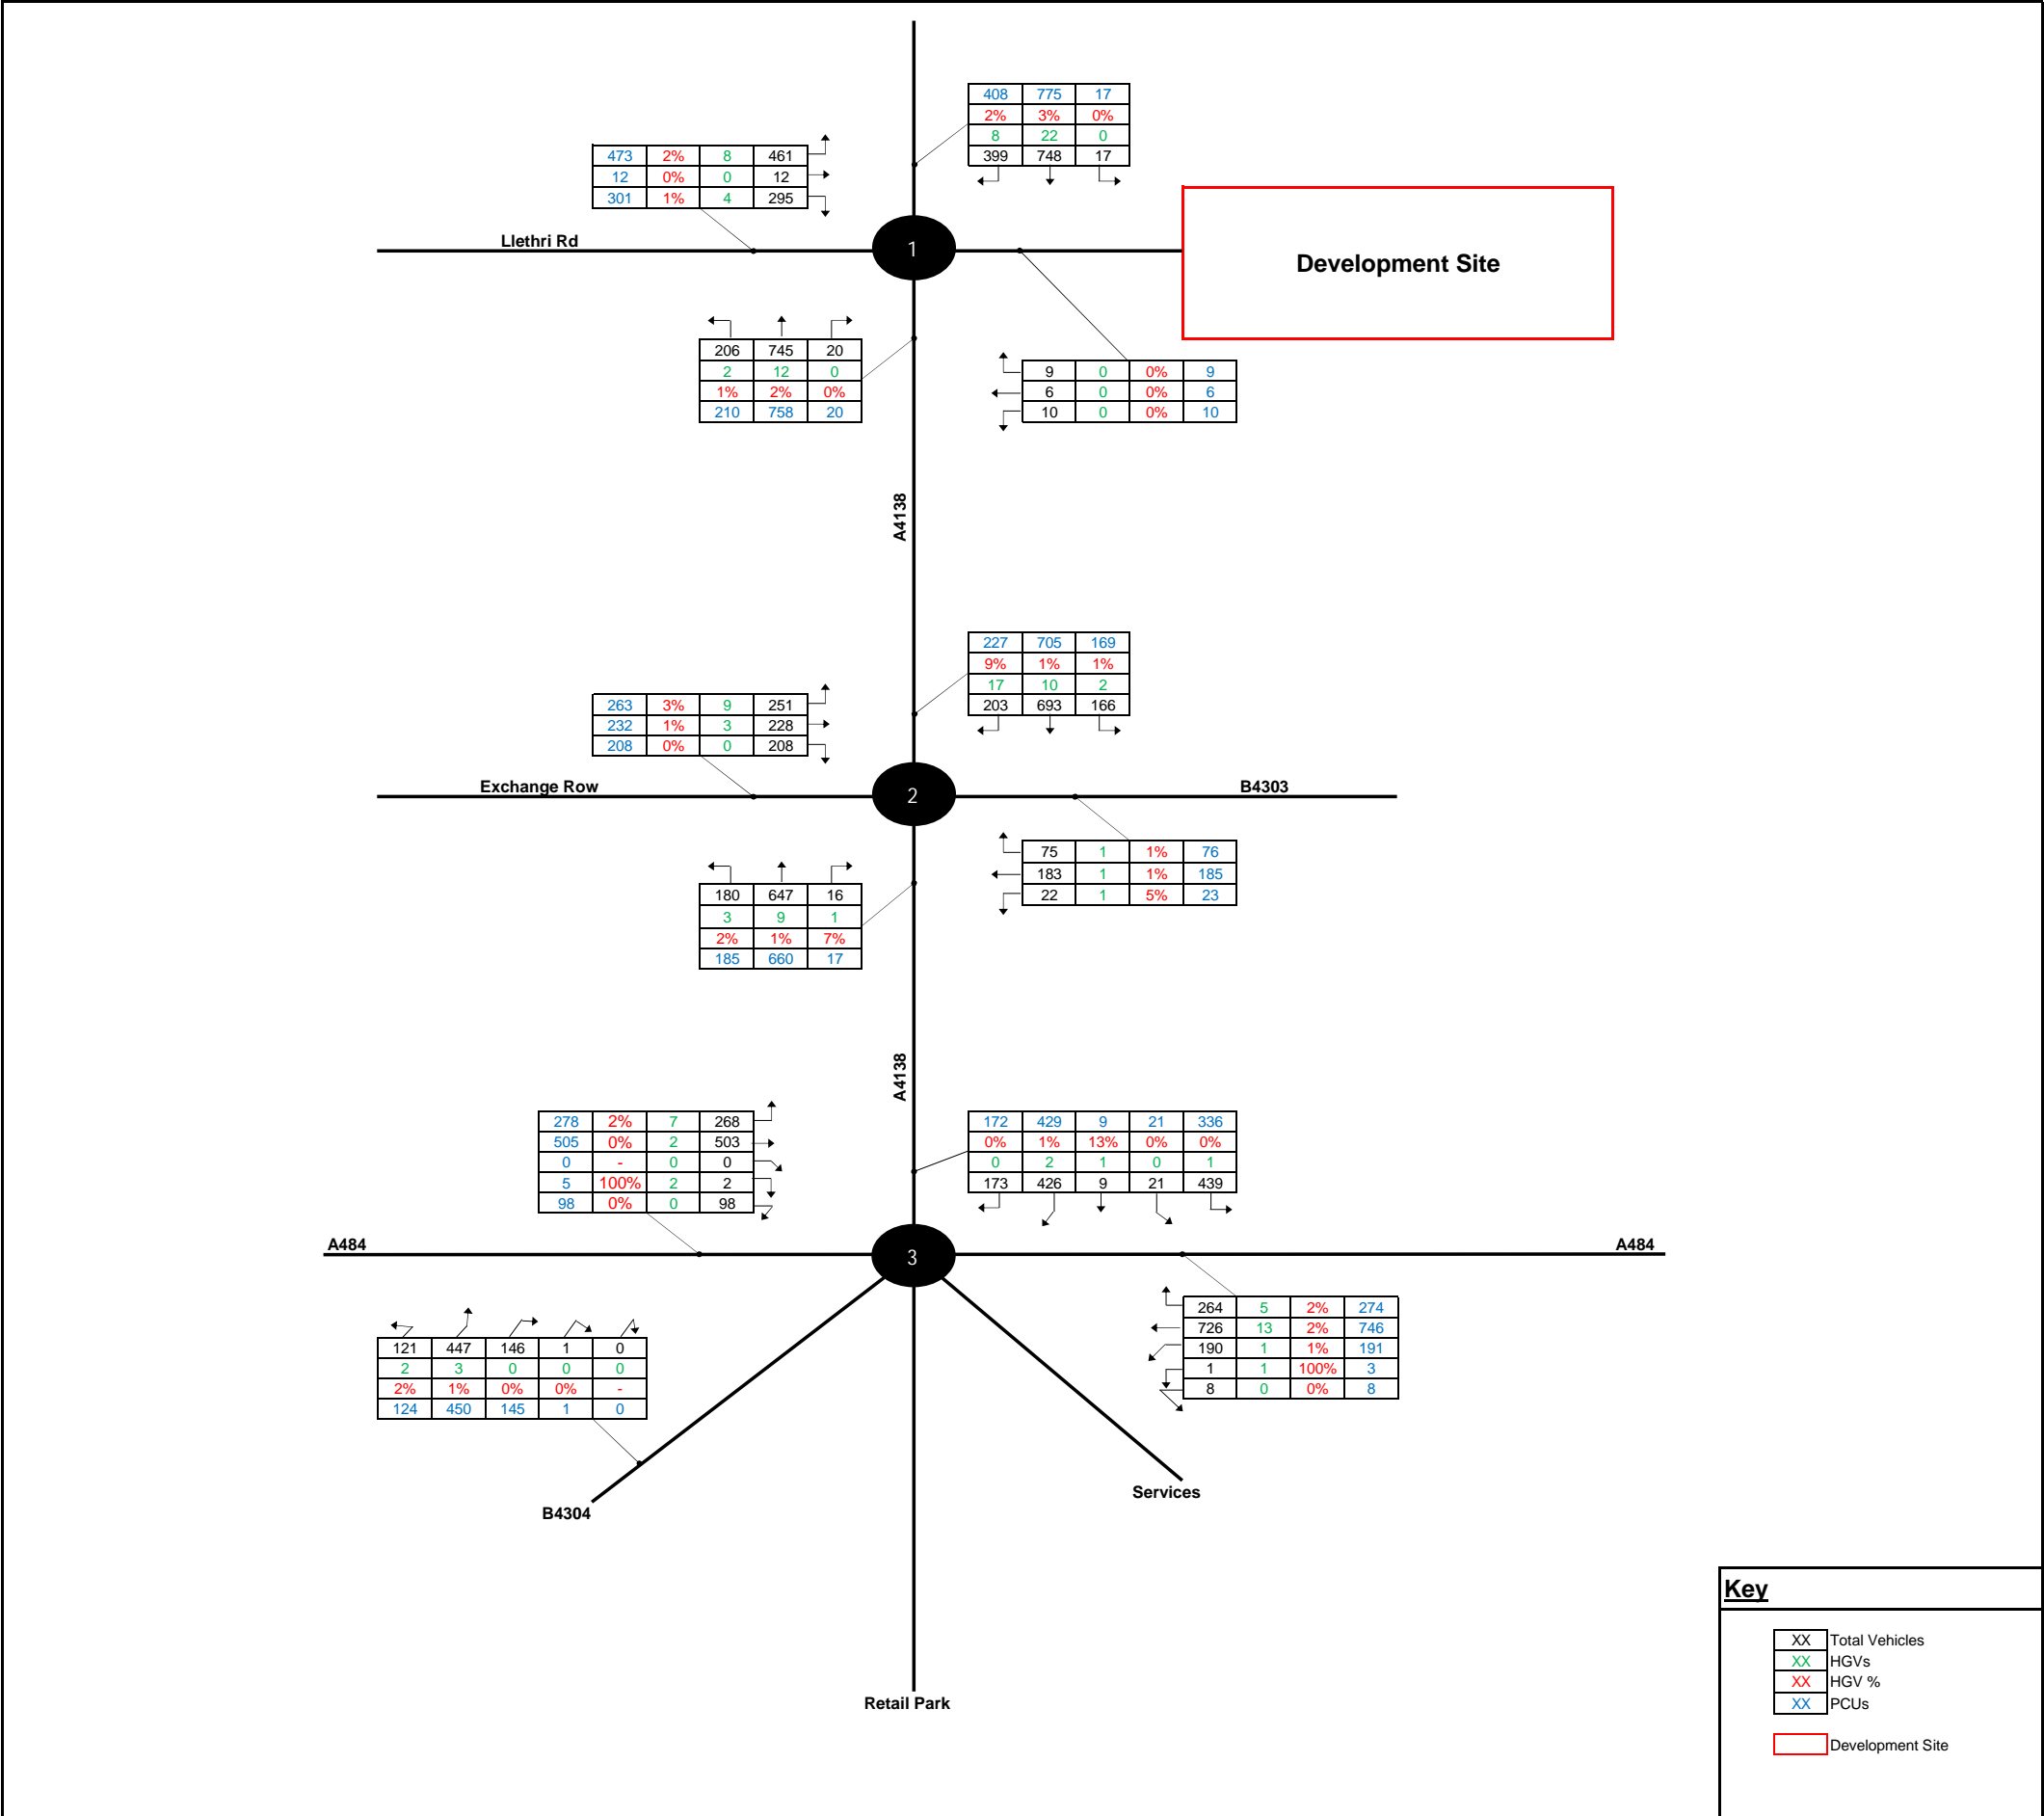 408 775 17
2% 3% 0%
8 22 0
399 748 17
473 2% 8 461
12 0% 0 12
301 1% 4 295
Llethri Rd
1
Development Site
206 745 20
2 12 0
1% 2% 0%
210 758 20
9 0 0% 9
6 0 0% 6
10 0 0% 10
A4138
227 705 169
9% 1% 1%
17 10 2
203 693 166
263 3% 9 251
232 1% 3 228
208 0% 0 208
Exchange Row
2
B4303
75 1 1% 76
183 1 1% 185
22 1 5% 23
180 647 16
3 9 1
2% 1% 7%
185 660 17
A4138
278 2% 7 268
505 0% 2 503
0 - 0 0
5 100% 2 2
98 0% 0 98
172 429 9 21 336
0% 1% 13% 0% 0%
0 2 1 0 1
173 426 9 21 439
A484
3
A484
264 5 2% 274
726 13 2% 746
190 1 1% 191
1 1 100% 3
8 0 0% 8
121 447 146 1 0
2 3 0 0 0
2% 1% 0% 0% -
124 450 145 1 0
Services
B4304
Retail Park
Key
XX Total Vehicles
XX HGVs
XX HGV %
XX PCUs
Development Site